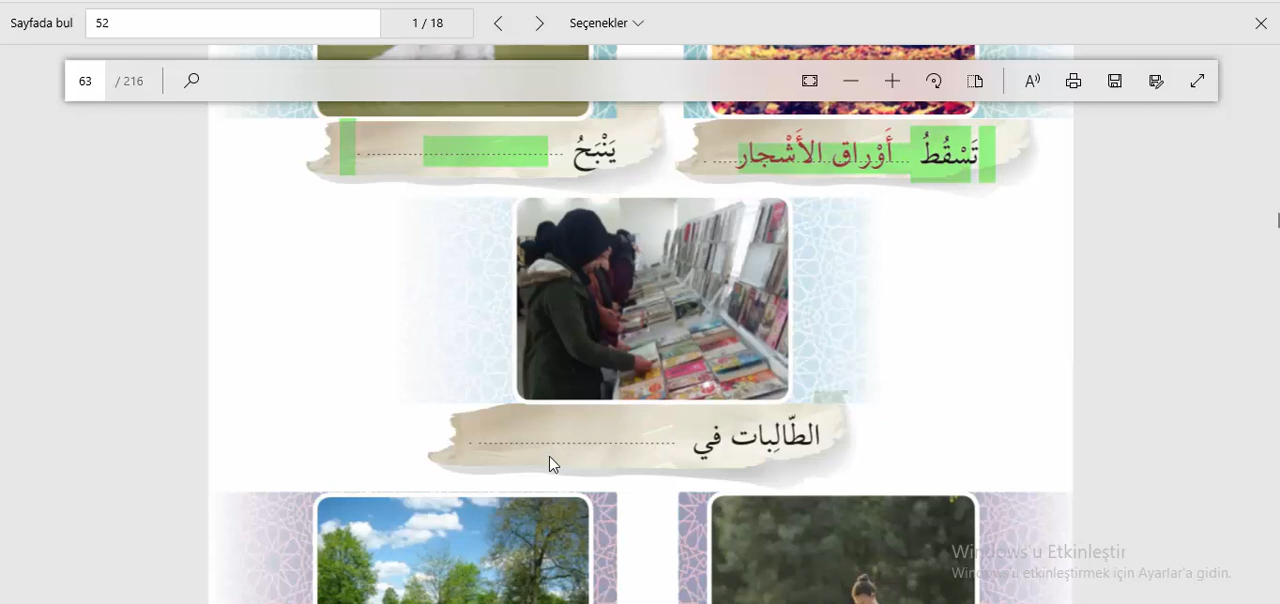 Sayfada bul 52 1 / 18 Seçenekler
63 / 216
تَسْقُطُ أَوْراق الأَشْجار
يَنْبَحُ
الطَّالِبات في
Windows'u Etkinleştir
Windows'u etkinleştirmek için Ayarlar'a gidin.